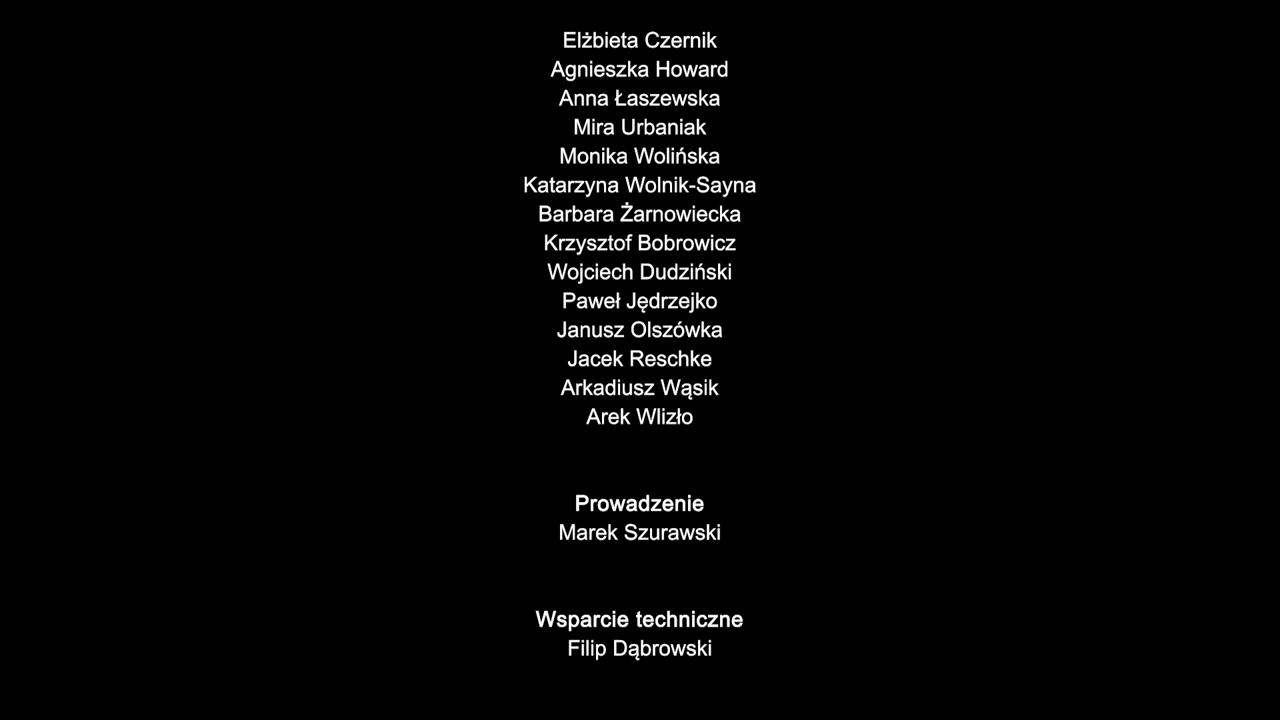 Elżbieta Czernik
Agnieszka Howard
Anna Łaszewska
Mira Urbaniak
Monika Wolińska
Katarzyna Wolnik-Sayna
Barbara Żarnowiecka
Krzysztof Bobrowicz
Wojciech Dudziński
Paweł Jędrzejko
Janusz Olszówka
Jacek Reschke
Arkadiusz Wąsik
Arek Wlizło
Prowadzenie
Marek Szurawski
Wsparcie techniczne
Filip Dąbrowski